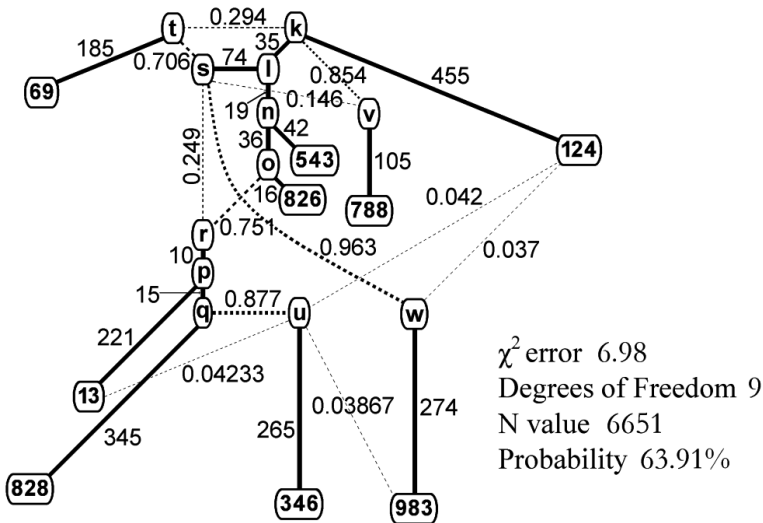 t 0.294 k
185 0.706 s 74 l 35 0.854 455
69
19 0.146
n v
0.249 36 42 105 124
o 543
16 826 788 0.042
r 0.751 0.963 0.037
10
p
15
q 0.877 u w
221
13 0.04233 0.03867
345 265 274
828 346 983
χ² error 6.98
Degrees of Freedom 9
N value 6651
Probability 63.91%